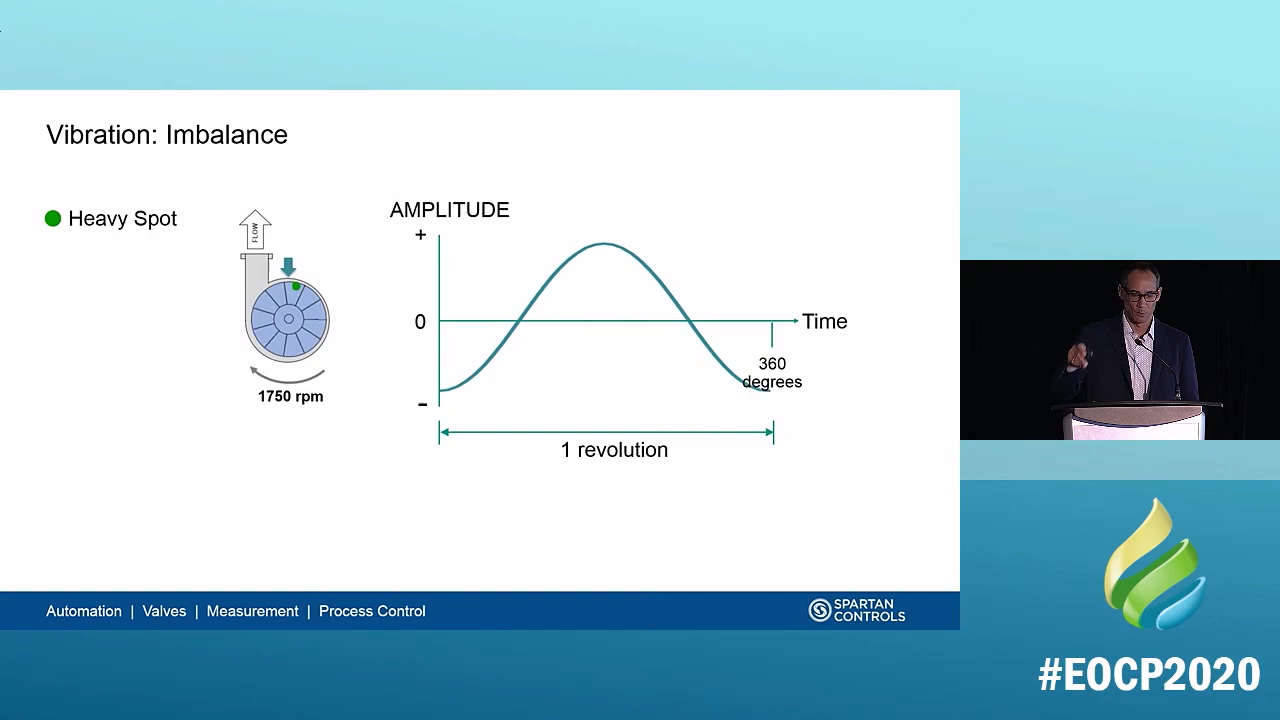 Vibration: Imbalance
Heavy Spot
FLOW
1750 rpm
AMPLITUDE
+
0
-
Time
360
degrees
1 revolution
Automation | Valves | Measurement | Process Control
SPARTAN
CONTROLS
#EOCP2020